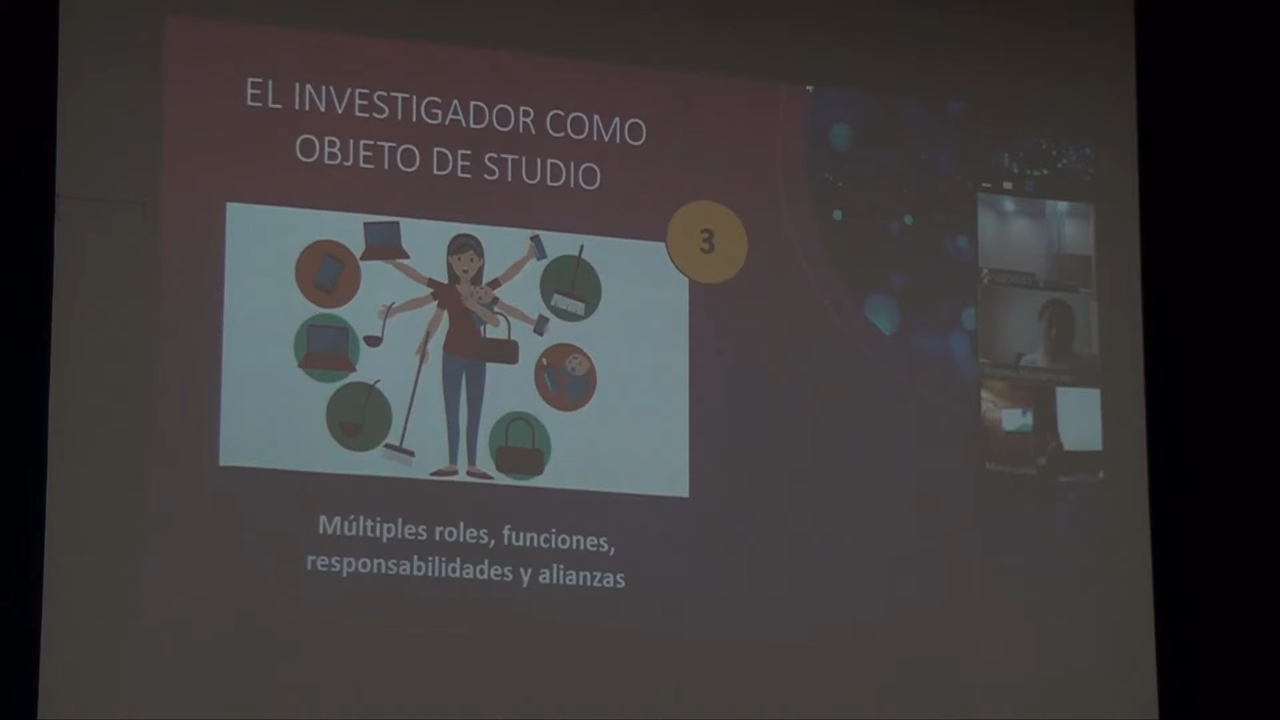 EL INVESTIGADOR COMO
OBJETO DE STUDIO
3
Múltiples roles, funciones,
responsabilidades y alianzas